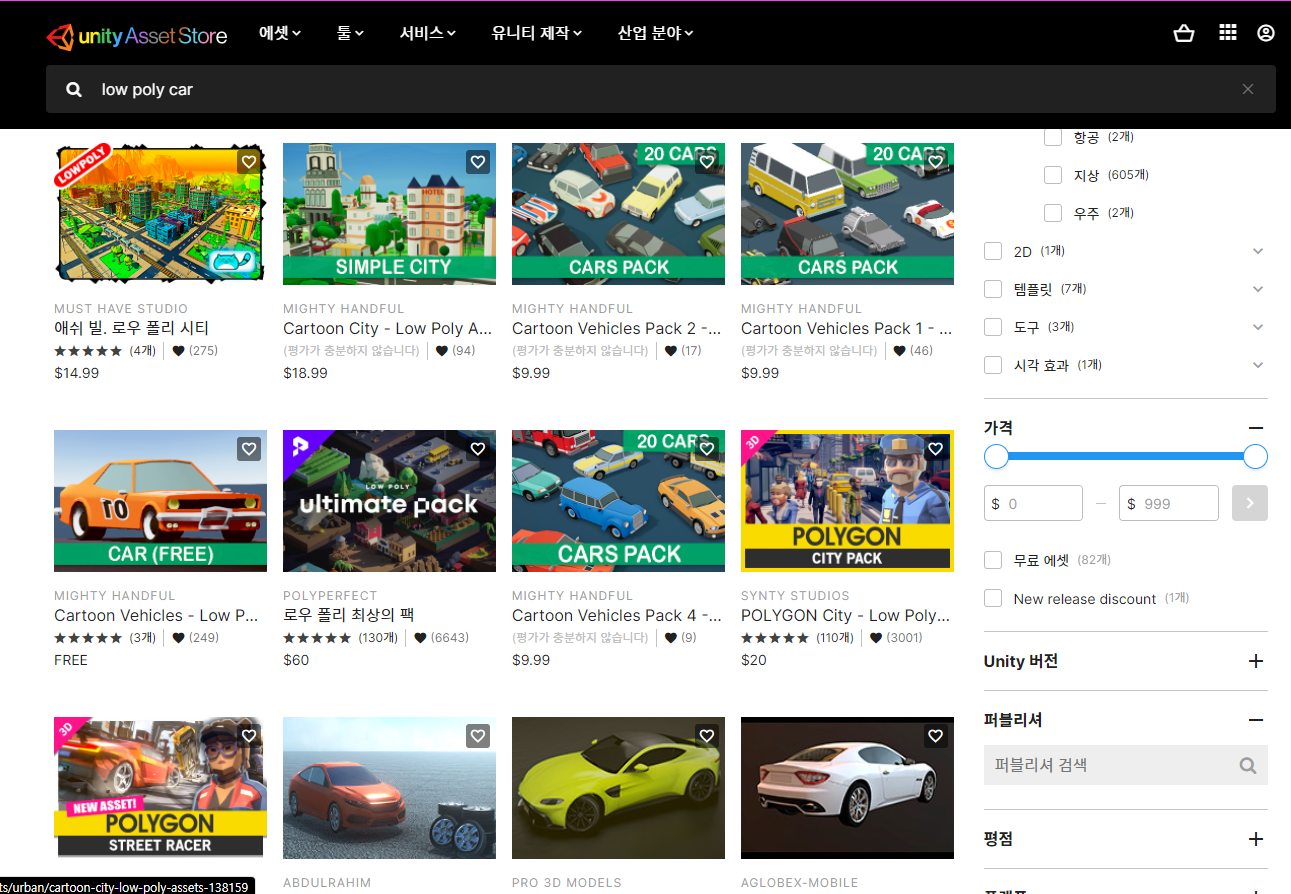 unity Asset Store
에셋 툴 서비스 유니티 제작 산업 분야
low poly car
LOWPOLY
HOTEL
SIMPLE CITY
20 CARS
CARS PACK
20 CARS
CARS PACK
MUST HAVE STUDIO
애쉬 빌. 로우 폴리 시티
★★★★★ (4개) (275)
$14.99
MIGHTY HANDFUL
Cartoon City - Low Poly A...
(평가가 충분하지 않습니다) (94)
$18.99
MIGHTY HANDFUL
Cartoon Vehicles Pack 2 -...
(평가가 충분하지 않습니다) (17)
$9.99
MIGHTY HANDFUL
Cartoon Vehicles Pack 1 - ...
(평가가 충분하지 않습니다) (46)
$9.99
10
CAR (FREE)
LOW POLY
ultimate pack
20 CARS
CARS PACK
3D
POLYGON
CITY PACK
MIGHTY HANDFUL
Cartoon Vehicles - Low P...
★★★★★ (3개) (249)
FREE
POLYPERFECT
로우 폴리 최상의 팩
★★★★★ (130개) (6643)
$60
MIGHTY HANDFUL
Cartoon Vehicles Pack 4 -...
(평가가 충분하지 않습니다) (9)
$9.99
SYNTY STUDIOS
POLYGON City - Low Poly...
★★★★★ (110개) (3001)
$20
3D
NEW ASSET!
POLYGON
STREET RACER
ABDULRAHIM
PRO 3D MODELS
AGLOBEX-MOBILE
ts/urban/cartoon-city-low-poly-assets-138159
항공 (2개)
지상 (605개)
우주 (2개)
2D (1개)
템플릿 (7개)
도구 (3개)
시각 효과 (1개)
가격
$ 0 – $ 999
무료 에셋 (82개)
New release discount (1개)
Unity 버전
퍼블리셔
퍼블리셔 검색
평점